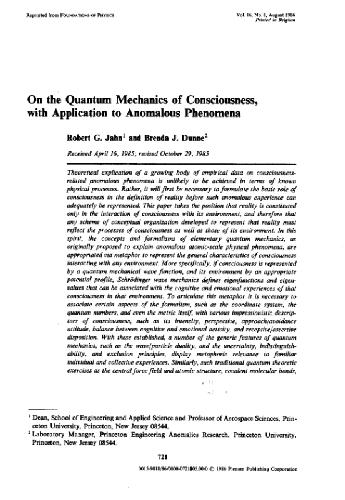 Reprinted from FOUNDATIONS OF PHYSICS
Vol. 16, No. 8, August 1986
Printed in Belgium
On the Quantum Mechanics of Consciousness,
with Application to Anomalous Phenomena
Robert G. Jahn¹ and Brenda J. Dunne²
Received April 16, 1985; revised October 29, 1985
Theoretical explication of a growing body of empirical data on consciousness-
related anomalous phenomena is unlikely to be achieved in terms of known
physical processes. Rather, it will first be necessary to formulate the basic role of
consciousness in the definition of reality before such anomalous experience can
adequately be represented. This paper takes the position that reality is constituted
only in the interaction of consciousness with its environment, and therefore that
any scheme of conceptual organization developed to represent that reality must
reflect the processes of consciousness as well as those of its environment. In this
spirit, the concepts and formalisms of elementary quantum mechanics, as
originally proposed to explain anomalous atomic-scale physical phenomena, are
appropriated via metaphor to represent the general characteristics of consciousness
interacting with any environment. More specifically, if consciousness is represented
by a quantum mechanical wave function, and its environment by an appropriate
potential profile, Schrödinger wave mechanics defines eigenfunctions and eigen-
values that can be associated with the cognitive and emotional experiences of that
consciousness in that environment. To articulate this metaphor it is necessary to
associate certain aspects of the formalism, such as the coordinate system, the
quantum numbers, and even the metric itself, with various impressionistic descrip-
tors of consciousness, such as its intensity, perspective, approach/avoidance
attitude, balance between cognitive and emotional activity, and receptive/assertive
disposition. With these established, a number of the generic features of quantum
mechanics, such as the wave/particle duality, and the uncertainty, indistinguish-
ability, and exclusion principles, display metaphoric relevance to familiar
individual and collective experiences. Similarly, such traditional quantum theoretic
exercises as the central force field and atomic structure, covalent molecular bonds,
¹ Dean, School of Engineering and Applied Science and Professor of Aerospace Sciences, Prin-
ceton University, Princeton, New Jersey 08544.
² Laboratory Manager, Princeton Engineering Anomalies Research, Princeton University,
Princeton, New Jersey 08544.
721
© 1986 Plenum Publishing Corporation